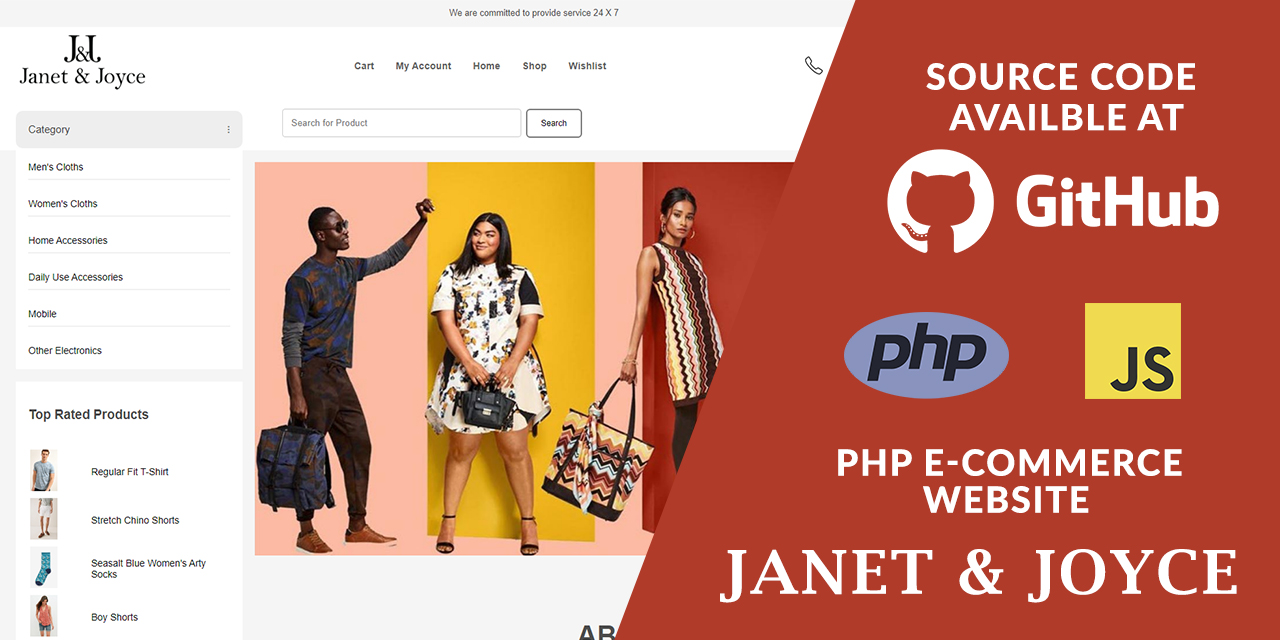 We are committed to provide service 24 X 7
J&J
Janet & Joyce
Cart My Account Home Shop Wishlist
Category
Search for Product Search
Men's Cloths
Women's Cloths
Home Accessories
Daily Use Accessories
Mobile
Other Electronics
Top Rated Products
Regular Fit T-Shirt
Stretch Chino Shorts
Seasalt Blue Women's Arty
Socks
Boy Shorts
AB
SOURCE CODE
AVAILBLE AT
GitHub
php
JS
PHP E-COMMERCE
WEBSITE
JANET & JOYCE